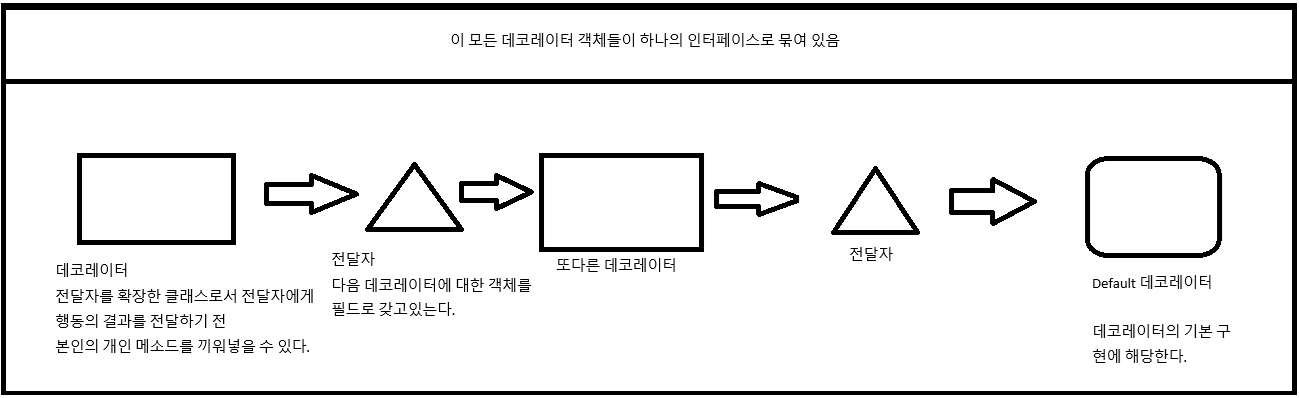 이 모든 데코레이터 객체들이 하나의 인터페이스로 묶여 있음
데코레이터
전달자를 확장한 클래스로서 전달자에게
행동의 결과를 전달하기 전
본인의 개인 메소드를 끼워넣을 수 있다.
전달자
다음 데코레이터에 대한 객체를
필드로 갖고있는다.
또다른 데코레이터
전달자
Default 데코레이터
데코레이터의 기본 구
현에 해당한다.